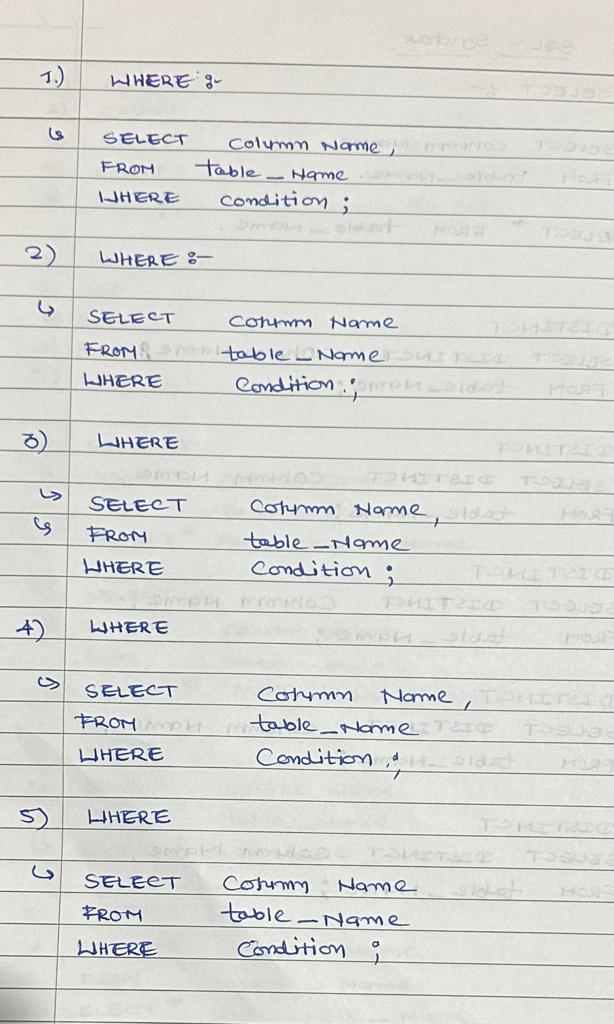 1.) WHERE :-
↳ SELECT Column Name,
FROM table_Name
WHERE condition ;
2) WHERE :-
↳ SELECT Column Name
FROM table_Name
WHERE Condition ;
3) WHERE
↳ SELECT Column Name,
↳ FROM table_Name
WHERE Condition ;
4) WHERE
↳ SELECT Column Name,
FROM table_Name
WHERE Condition ;
5) WHERE
↳ SELECT Column Name
FROM table_Name
WHERE Condition ;